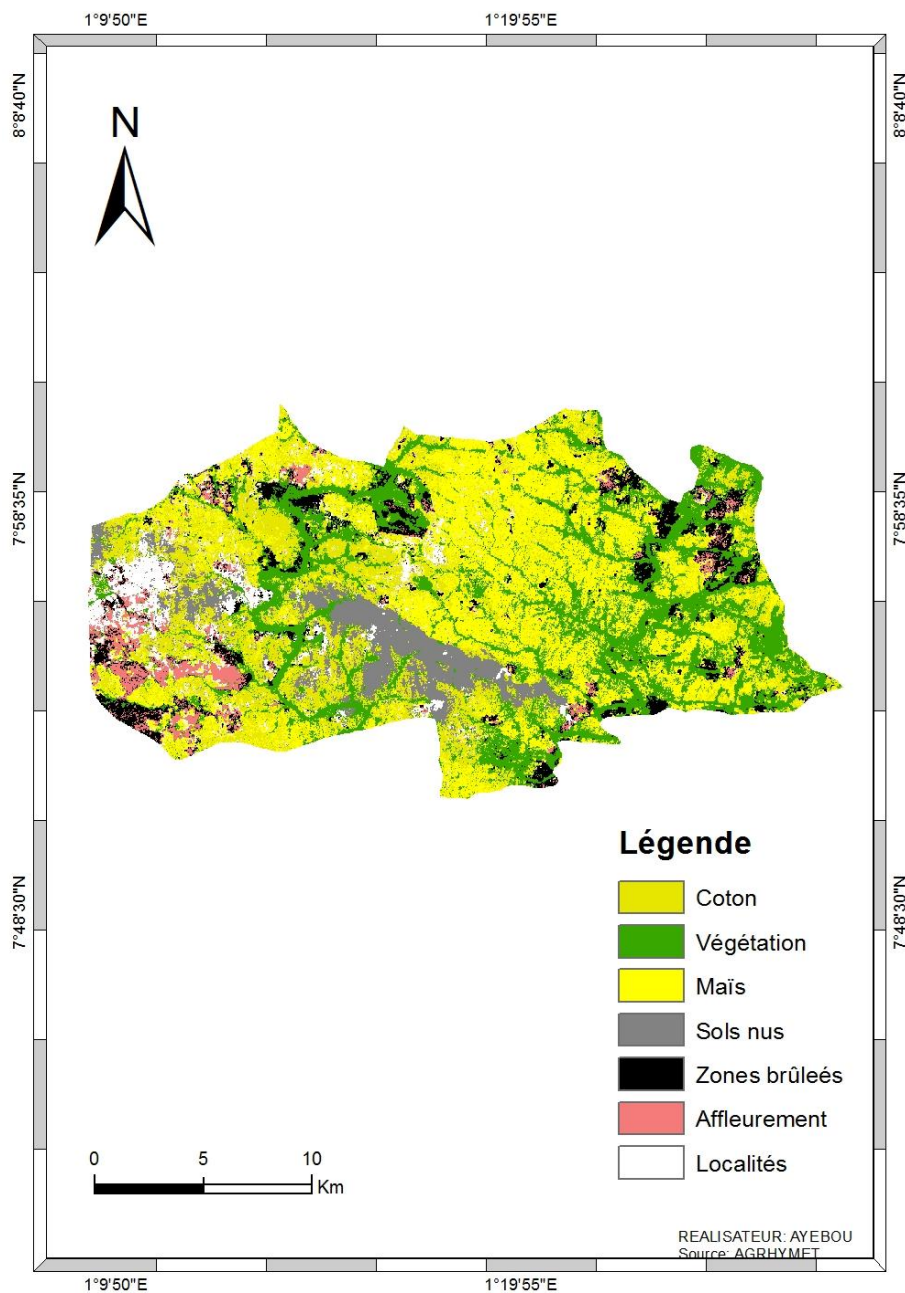 1°9'50"E
1°19'55"E
8°8'40"N
8°8'40"N
N
7°58'35"N
7°58'35"N
7°48'30"N
7°48'30"N
Légende
Coton
Végétation
Maïs
Sols nus
Zones brûleés
Affleurement
Localités
0 5 10
Km
REALISATEUR: AYEBOU
Source: AGRHYMET
1°9'50"E
1°19'55"E